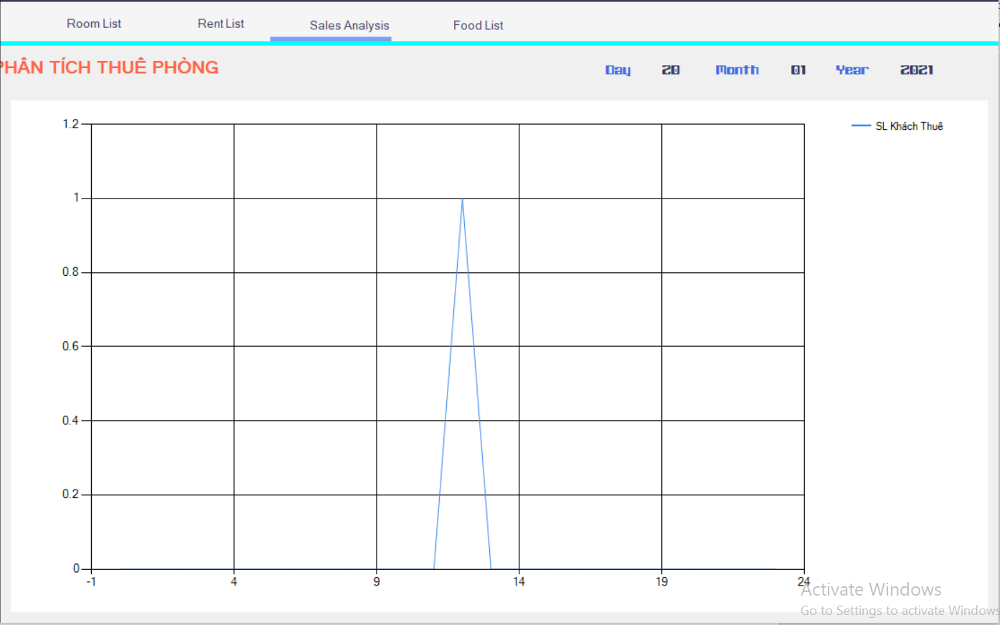 Room List Rent List Sales Analysis Food List
PHÂN TÍCH THUÊ PHÒNG Day 20 Month 01 Year 2021
SL Khách Thuê
1.2
1
0.8
0.6
0.4
0.2
0
-1 4 9 14 19 24
Activate Windows
Go to Settings to activate Windows